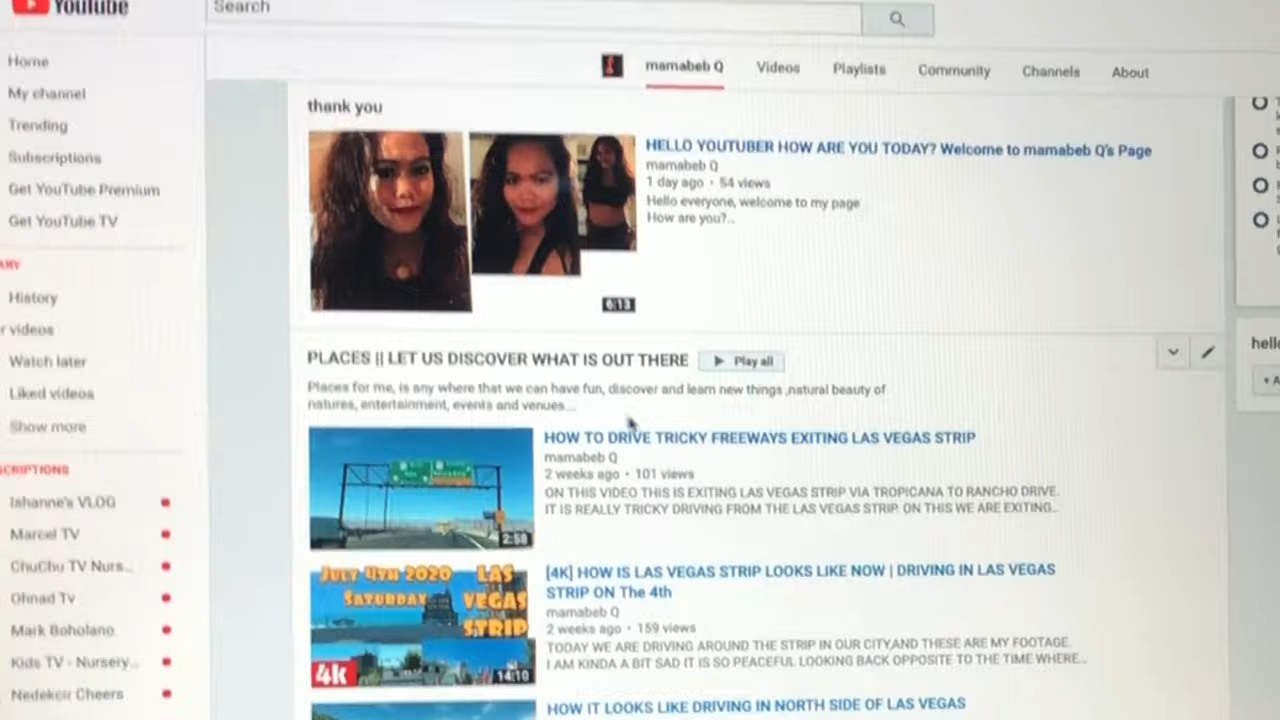 YouTube
Search
Home
My channel
Trending
Subscriptions
Get YouTube Premium
Get YouTube TV
ARY
History
r videos
Watch later
Liked videos
Show more
SCRIPTIONS
Ishanne's VLOG
Marcel TV
ChuChu TV Nurs...
Ohnad Tv
Mark Boholano
Kids TV - Nursery...
Nedekcir Cheers
mamabeb Q
Videos
Playlists
Community
Channels
About
thank you
HELLO YOUTUBER HOW ARE YOU TODAY? Welcome to mamabeb Q's Page
mamabeb Q
1 day ago • 54 views
Hello everyone, welcome to my page
How are you?..
6:13
PLACES || LET US DISCOVER WHAT IS OUT THERE
Play all
Places for me, is any where that we can have fun, discover and learn new things ,natural beauty of
natures, entertainment, events and venues...
HOW TO DRIVE TRICKY FREEWAYS EXITING LAS VEGAS STRIP
mamabeb Q
2 weeks ago • 101 views
ON THIS VIDEO THIS IS EXITING LAS VEGAS STRIP VIA TROPICANA TO RANCHO DRIVE.
IT IS REALLY TRICKY DRIVING FROM THE LAS VEGAS STRIP. ON THIS WE ARE EXITING...
2:58
JULY 4TH 2020
SATURDAY
LAS
VEGAS
STRIP
4k
14:10
[4K] HOW IS LAS VEGAS STRIP LOOKS LIKE NOW | DRIVING IN LAS VEGAS
STRIP ON The 4th
mamabeb Q
2 weeks ago • 159 views
TODAY WE ARE DRIVING AROUND THE STRIP IN OUR CITY,AND THESE ARE MY FOOTAGE.
I AM KINDA A BIT SAD IT IS SO PEACEFUL LOOKING BACK OPPOSITE TO THE TIME WHERE...
HOW IT LOOKS LIKE DRIVING IN NORTH SIDE OF LAS VEGAS
hello
+ A